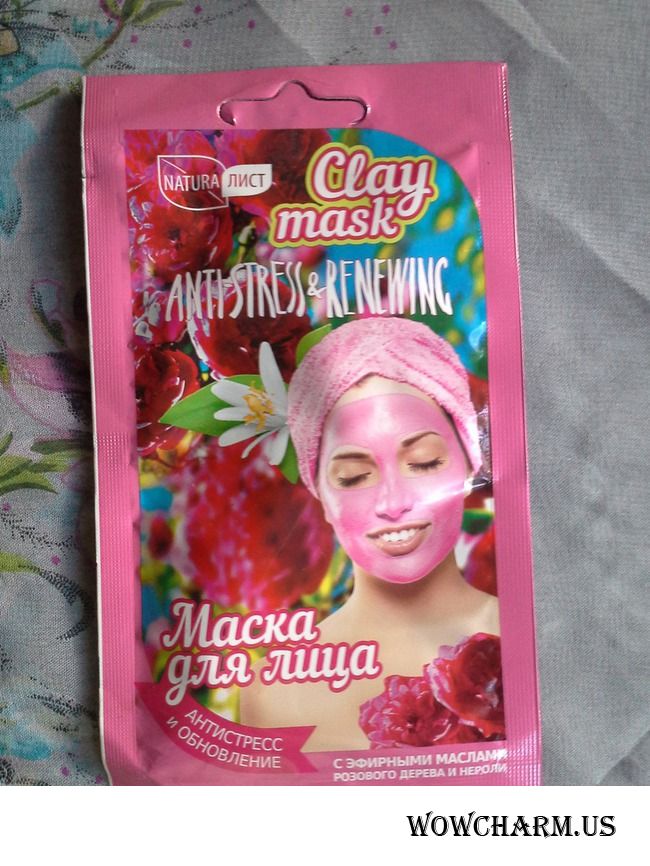 NATURA ЛИСТ
Clay
mask
ANTI-STRESS & RENEWING
Маска
для лица
АНТИСТРЕСС
И ОБНОВЛЕНИЕ
С ЭФИРНЫМИ МАСЛАМИ
РОЗОВОГО ДЕРЕВА И НЕРОЛИ
WOWCHARM.US